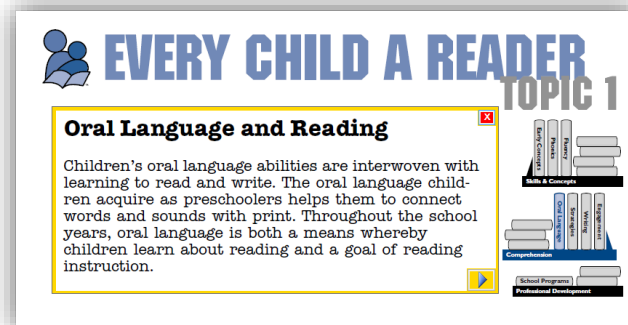 EVERY CHILD A READER
TOPIC 1
X
Oral Language and Reading
Children's oral language abilities are interwoven with
learning to read and write. The oral language child-
ren acquire as preschoolers helps them to connect
words and sounds with print. Throughout the school
years, oral language is both a means whereby
children learn about reading and a goal of reading
instruction.
Early Concepts
Phonics
Fluency
Skills & Concepts
Oral Language
Strategies
Writing
Engagement
Comprehension
School Programs
Professional Development